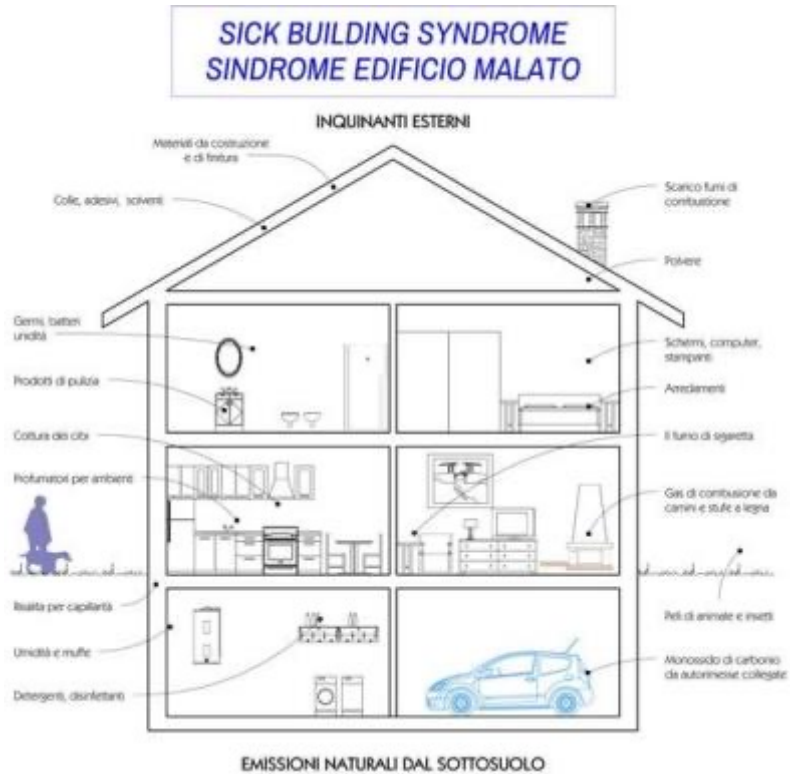 SICK BUILDING SYNDROME
SINDROME EDIFICIO MALATO
INQUINANTI ESTERNI
Materiali da costruzione
e di finitura
Colle, adesivi, solventi
Scarico fumi di
combustione
Polvere
Germi, batteri
umidità
Schermi, computer,
stampanti
Prodotti di pulizia
Arredamenti
Cottura dei cibi
Il fumo di sigaretta
Profumatori per ambienti
Gas di combusione da
camini e stufe a legna
Risalita per capillarità
Peli di animale e insetti
Umidità e muffe
Monossido di carbonio
da autorimesse collegate
Detergenti, disinfettanti
EMISSIONI NATURALI DAL SOTTOSUOLO